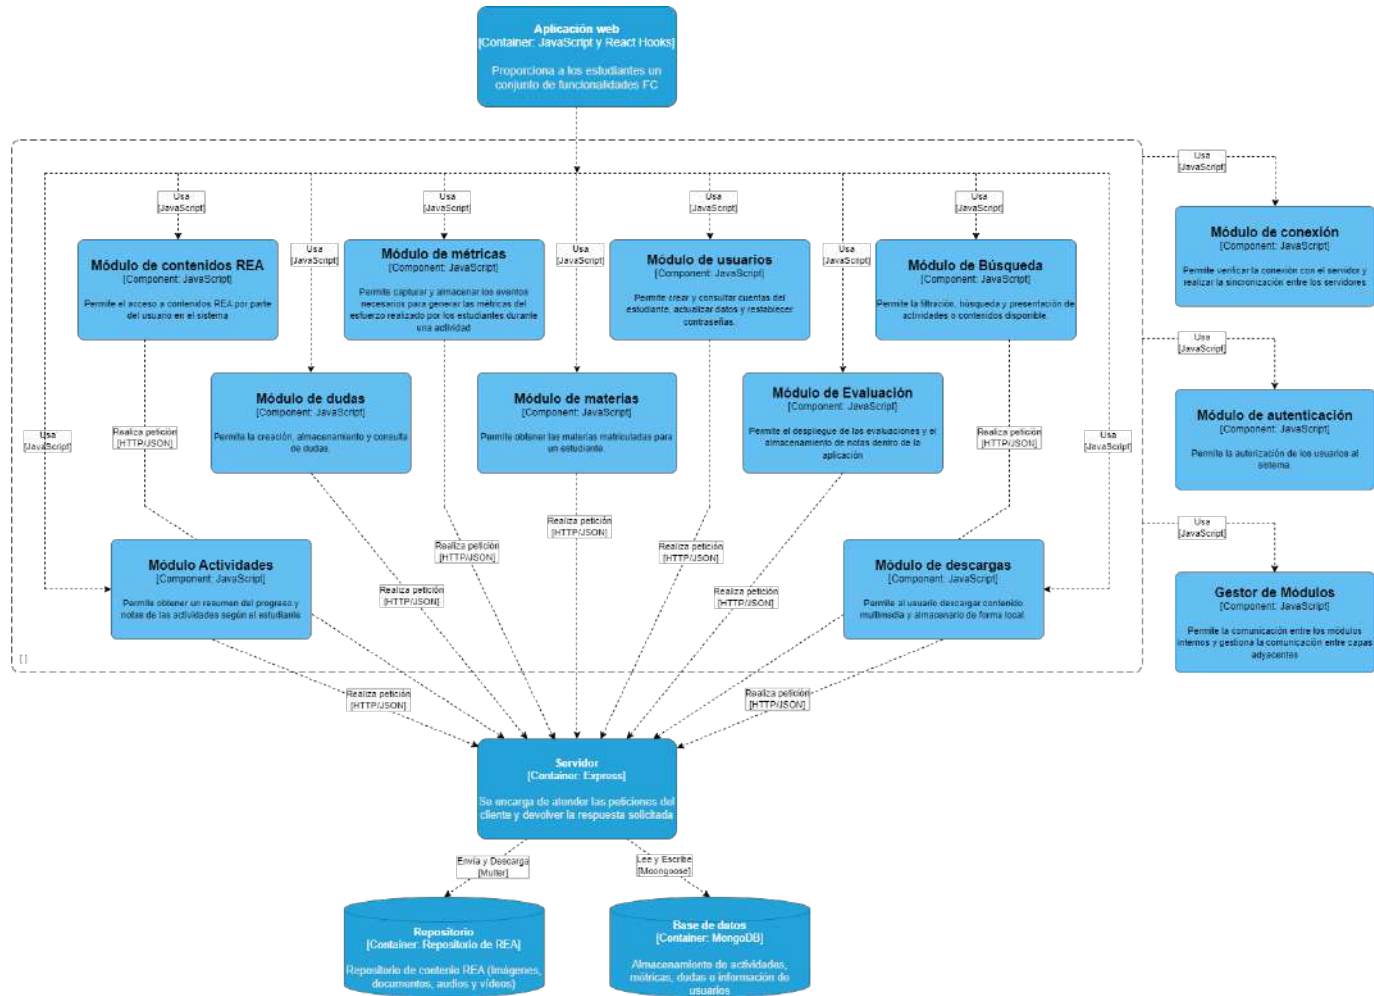 Aplicación web
[Container: JavaScript y React Hooks]
Proporciona a los estudiantes un
conjunto de funcionalidades FC
Usa
[JavaScript]
Usa
[JavaScript]
Usa
[JavaScript]
Usa
[JavaScript]
Usa
[JavaScript]
Usa
[JavaScript]
Usa
[JavaScript]
Usa
[JavaScript]
Módulo de contenidos REA
[Component: JavaScript]
Permite el acceso a contenidos REA por parte
del usuario en el sistema
Módulo de métricas
[Component: JavaScript]
Permite capturar y almacenar los eventos
necesarios para generar las métricas del
esfuerzo realizado por los estudiantes durante
una actividad
Módulo de usuarios
[Component: JavaScript]
Permite crear y consultar cuentas del
estudiante, actualizar datos y restablecer
contraseñas.
Módulo de Búsqueda
[Component: JavaScript]
Permite la filtración, búsqueda y presentación de
actividades o contenidos disponible.
Módulo de conexión
[Component: JavaScript]
Permite verificar la conexión con el servidor y
realizar la sincronización entre los servidores
Usa
[JavaScript]
Módulo de dudas
[Component: JavaScript]
Permite la creación, almacenamiento y consulta
de dudas.
Módulo de materias
[Component: JavaScript]
Permite obtener las materias matriculadas para
un estudiante.
Módulo de Evaluación
[Component: JavaScript]
Permite el despliegue de las evaluaciones y el
almacenamiento de notas dentro de la
aplicación
Módulo de autenticación
[Component: JavaScript]
Permite la autorización de los usuarios al
sistema
Usa
[JavaScript]
Realiza petición
[HTTP/JSON]
Realiza petición
[HTTP/JSON]
Usa
[JavaScript]
Usa
[JavaScript]
Realiza petición
[HTTP/JSON]
Realiza petición
[HTTP/JSON]
Realiza petición
[HTTP/JSON]
Realiza petición
[HTTP/JSON]
Realiza petición
[HTTP/JSON]
Módulo Actividades
[Component: JavaScript]
Permite obtener un resumen del progreso y
notas de las actividades según el estudiante
Módulo de descargas
[Component: JavaScript]
Permite al usuario descargar contenido
multimedia y almacenarlo de forma local.
Gestor de Módulos
[Component: JavaScript]
Permite la comunicación entre los módulos
internos y gestiona la comunicación entre capas
adyacentes
[ ]
Realiza petición
[HTTP/JSON]
Realiza petición
[HTTP/JSON]
Servidor
[Container: Express]
Se encarga de atender las peticiones del
cliente y devolver la respuesta solicitada
Envía y Descarga
[Multer]
Lee y Escribe
[Moongoose]
Repositorio
[Container: Repositorio de REA]
Repositorio de contenio REA (Imágenes,
documentos, audios y vídeos)
Base de datos
[Container: MongoDB]
Almacenamiento de actividades,
métricas, dudas e información de
usuarios